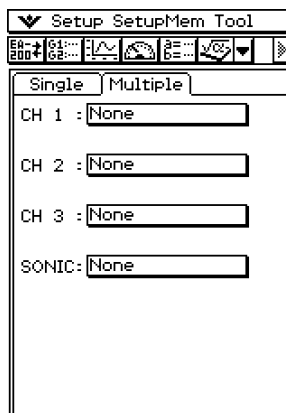 Setup SetupMem Tool
Single Multiple
CH 1 : None
CH 2 : None
CH 3 : None
SONIC: None